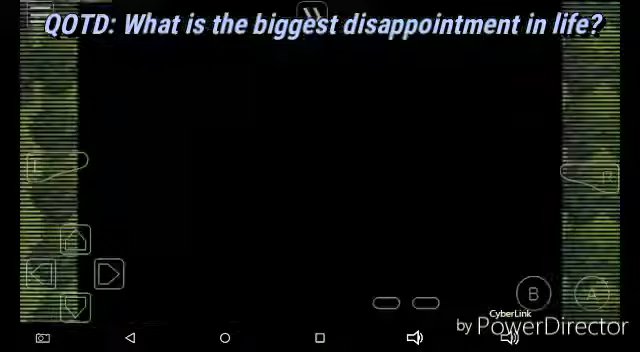 QOTD: What is the biggest disappointment in life?
L
R
B
A
CyberLink
by PowerDirector